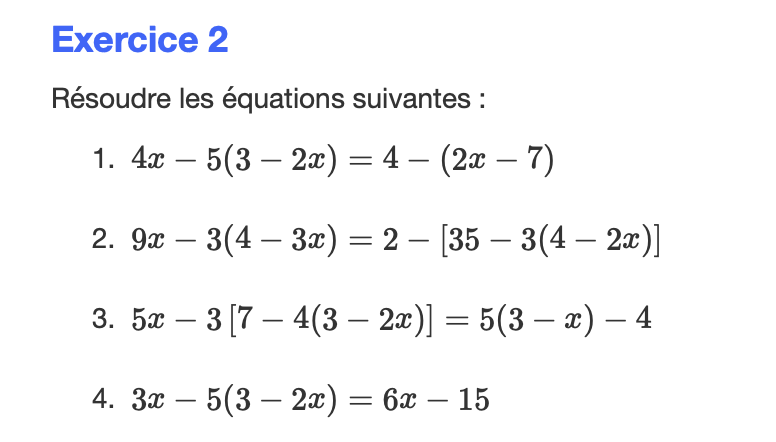 Exercice 2
Résoudre les équations suivantes :
1. 4x − 5(3 − 2x) = 4 − (2x − 7)
2. 9x − 3(4 − 3x) = 2 − [35 − 3(4 − 2x)]
3. 5x − 3 [7 − 4(3 − 2x)] = 5(3 − x) − 4
4. 3x − 5(3 − 2x) = 6x − 15